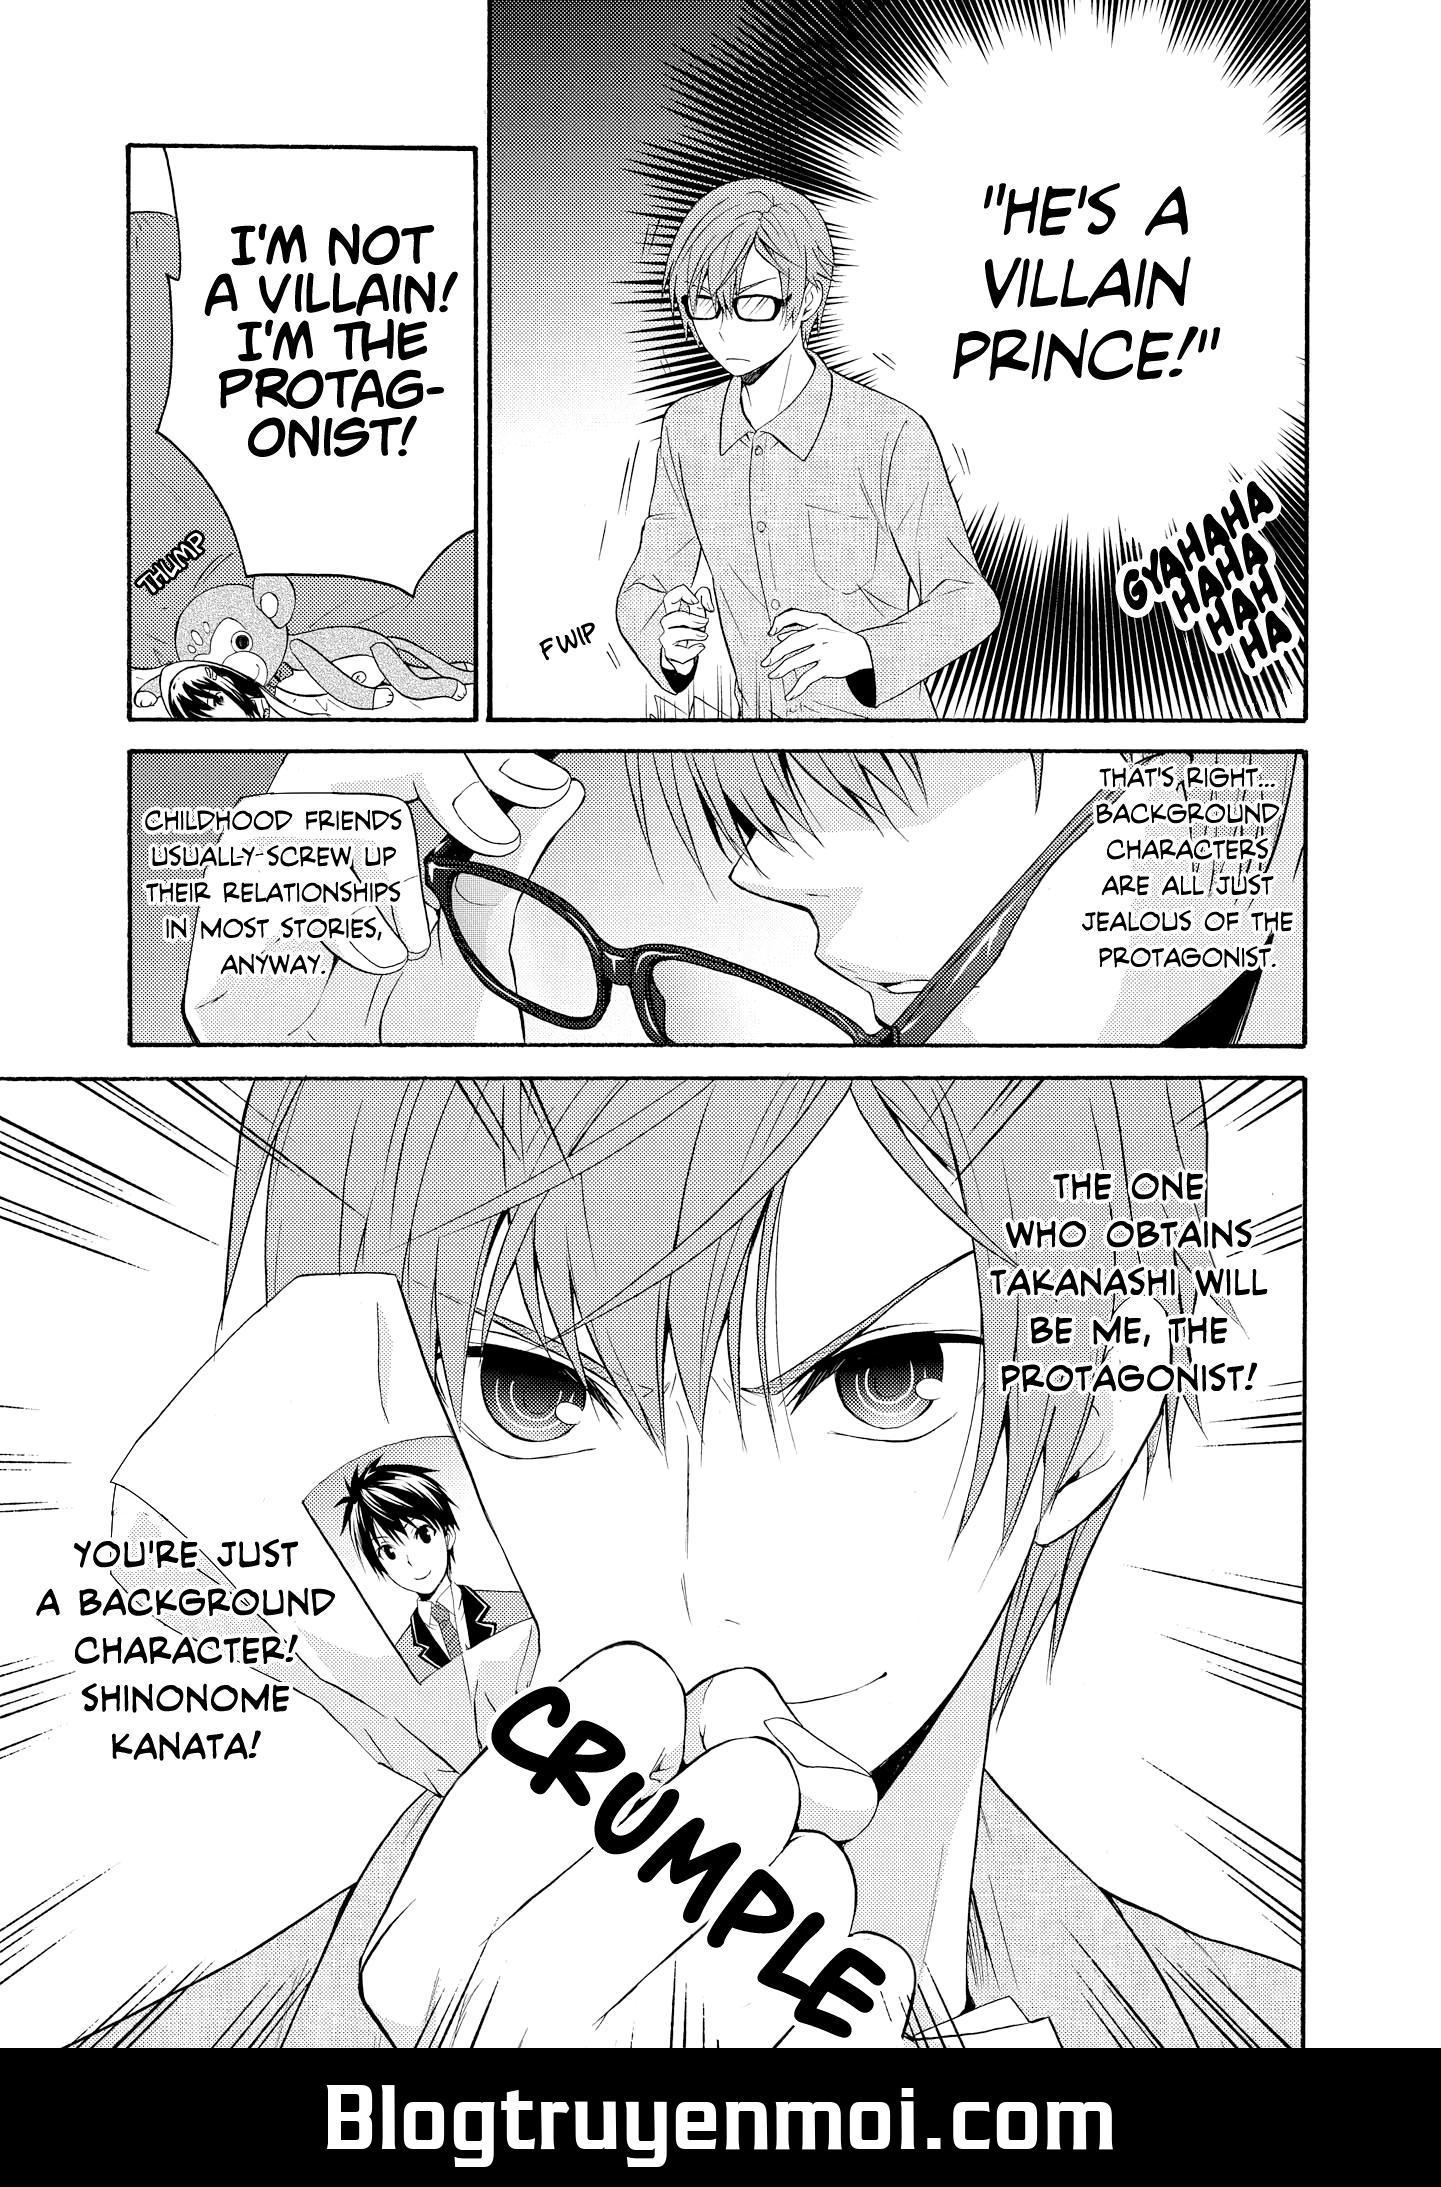 "HE'S A
VILLAIN
PRINCE!"
GYAHAHA
HAHA
HAH
HA
FWIP
I'M NOT
A VILLAIN!
I'M THE
PROTAG-
ONIST!
THUMP
THAT'S RIGHT...
BACKGROUND
CHARACTERS
ARE ALL JUST
JEALOUS OF THE
PROTAGONIST.
CHILDHOOD FRIENDS
USUALLY SCREW UP
THEIR RELATIONSHIPS
IN MOST STORIES,
ANYWAY.
THE ONE
WHO OBTAINS
TAKANASHI WILL
BE ME, THE
PROTAGONIST!
YOU'RE JUST
A BACKGROUND
CHARACTER!
SHINONOME
KANATA!
CRUMPLE
Blogtruyenmoi.com